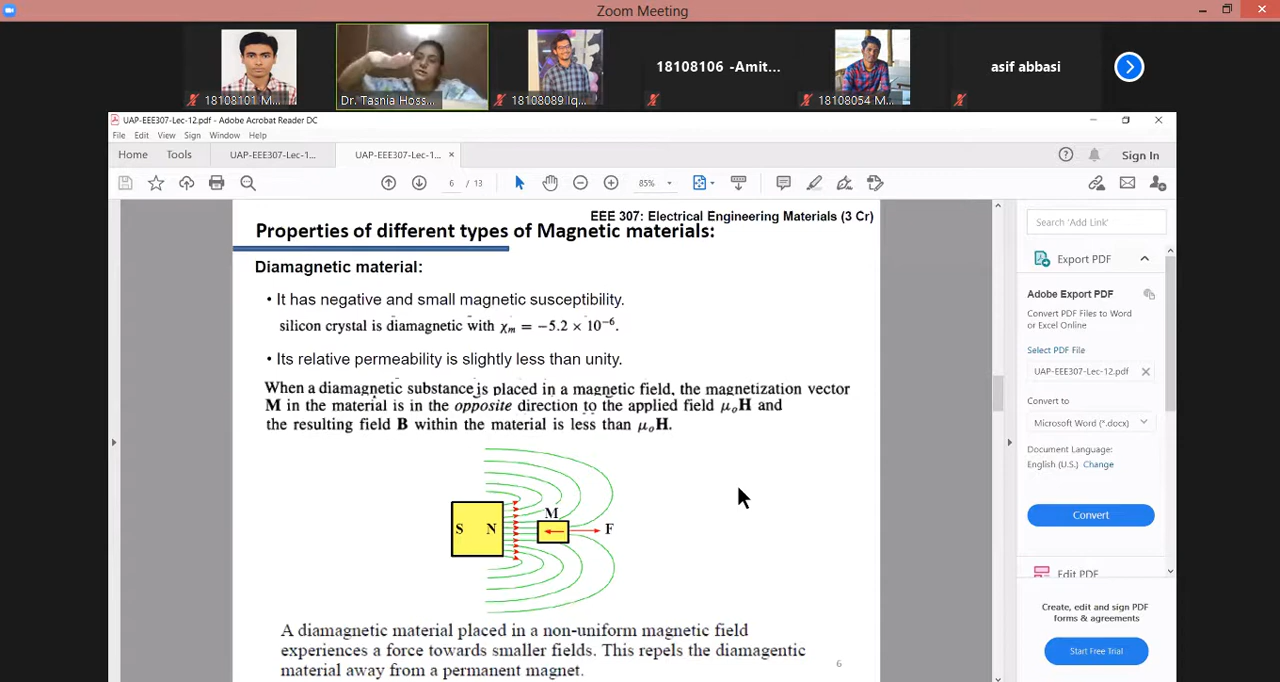 Zoom Meeting
18108101 M...
Dr. Tasnia Hoss...
18108089 Iq...
18108106 -Amit...
18108054 M...
asif abbasi
UAP-EEE307-Lec-12.pdf - Adobe Acrobat Reader DC
File Edit View Sign Window Help
Home Tools UAP-EEE307-Lec-1... UAP-EEE307-Lec-1... × Sign In
6 / 13 85%
EEE 307: Electrical Engineering Materials (3 Cr)
Properties of different types of Magnetic materials:
Diamagnetic material:
• It has negative and small magnetic susceptibility.
silicon crystal is diamagnetic with χm = −5.2 × 10⁻⁶.
• Its relative permeability is slightly less than unity.
When a diamagnetic substance is placed in a magnetic field, the magnetization vector
M in the material is in the opposite direction to the applied field μoH and
the resulting field B within the material is less than μoH.
M
S N F
A diamagnetic material placed in a non-uniform magnetic field
experiences a force towards smaller fields. This repels the diamagentic
material away from a permanent magnet.
6
Search 'Add Link'
Export PDF
Adobe Export PDF
Convert PDF Files to Word
or Excel Online
Select PDF File
UAP-EEE307-Lec-12.pdf
Convert to
Microsoft Word (*.docx)
Document Language:
English (U.S.) Change
Convert
Edit PDF
Create, edit and sign PDF
forms & agreements
Start Free Trial